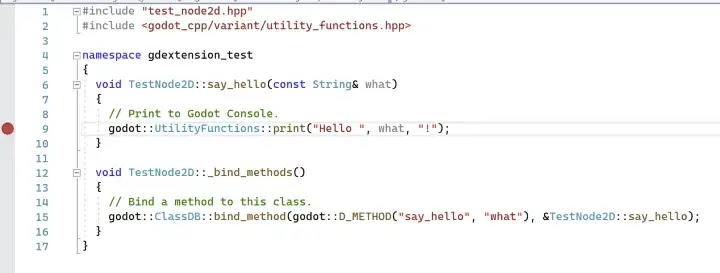 1 #include "test_node2d.hpp"
2 #include <godot_cpp/variant/utility_functions.hpp>
3
4 namespace gdextension_test
5 {
6 void TestNode2D::say_hello(const String& what)
7 {
8 // Print to Godot Console.
9 godot::UtilityFunctions::print("Hello ", what, "!");
10 }
11
12 void TestNode2D::_bind_methods()
13 {
14 // Bind a method to this class.
15 godot::ClassDB::bind_method(godot::D_METHOD("say_hello", "what"), &TestNode2D::say_hello);
16 }
17 }